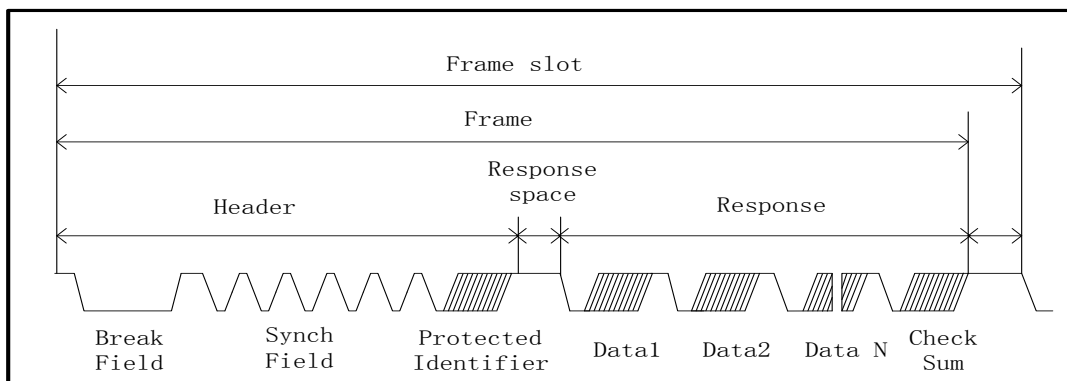 Frame slot
Frame
Response
space
Header
Response
Break
Field
Synch
Field
Protected
Identifier
Data1
Data2
Data N
Check
Sum